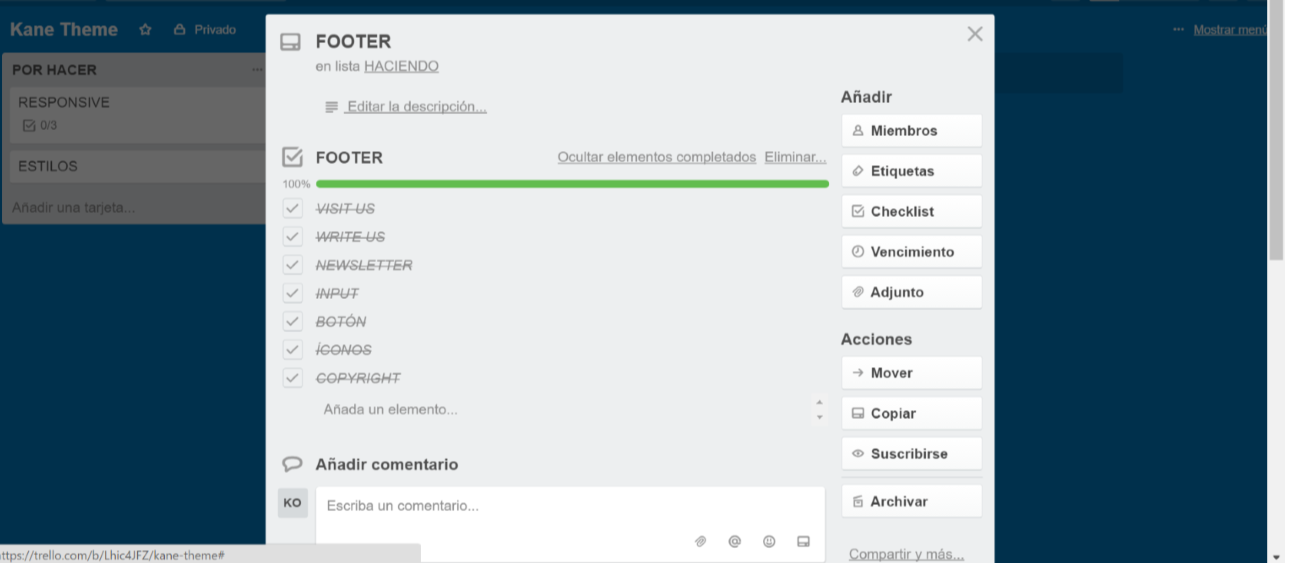 Kane Theme
Privado
Mostrar menú
POR HACER
RESPONSIVE
0/3
ESTILOS
Añadir una tarjeta...
FOOTER
en lista HACIENDO
Editar la descripción...
FOOTER
Ocultar elementos completados Eliminar...
100%
VISIT US
WRITE US
NEWSLETTER
INPUT
BOTÓN
ÍCONOS
COPYRIGHT
Añada un elemento...
Añadir comentario
KO
Escriba un comentario...
Añadir
Miembros
Etiquetas
Checklist
Vencimiento
Adjunto
Acciones
Mover
Copiar
Suscribirse
Archivar
Compartir y más...
ttps://trello.com/b/Lhic4JFZ/kane-theme#